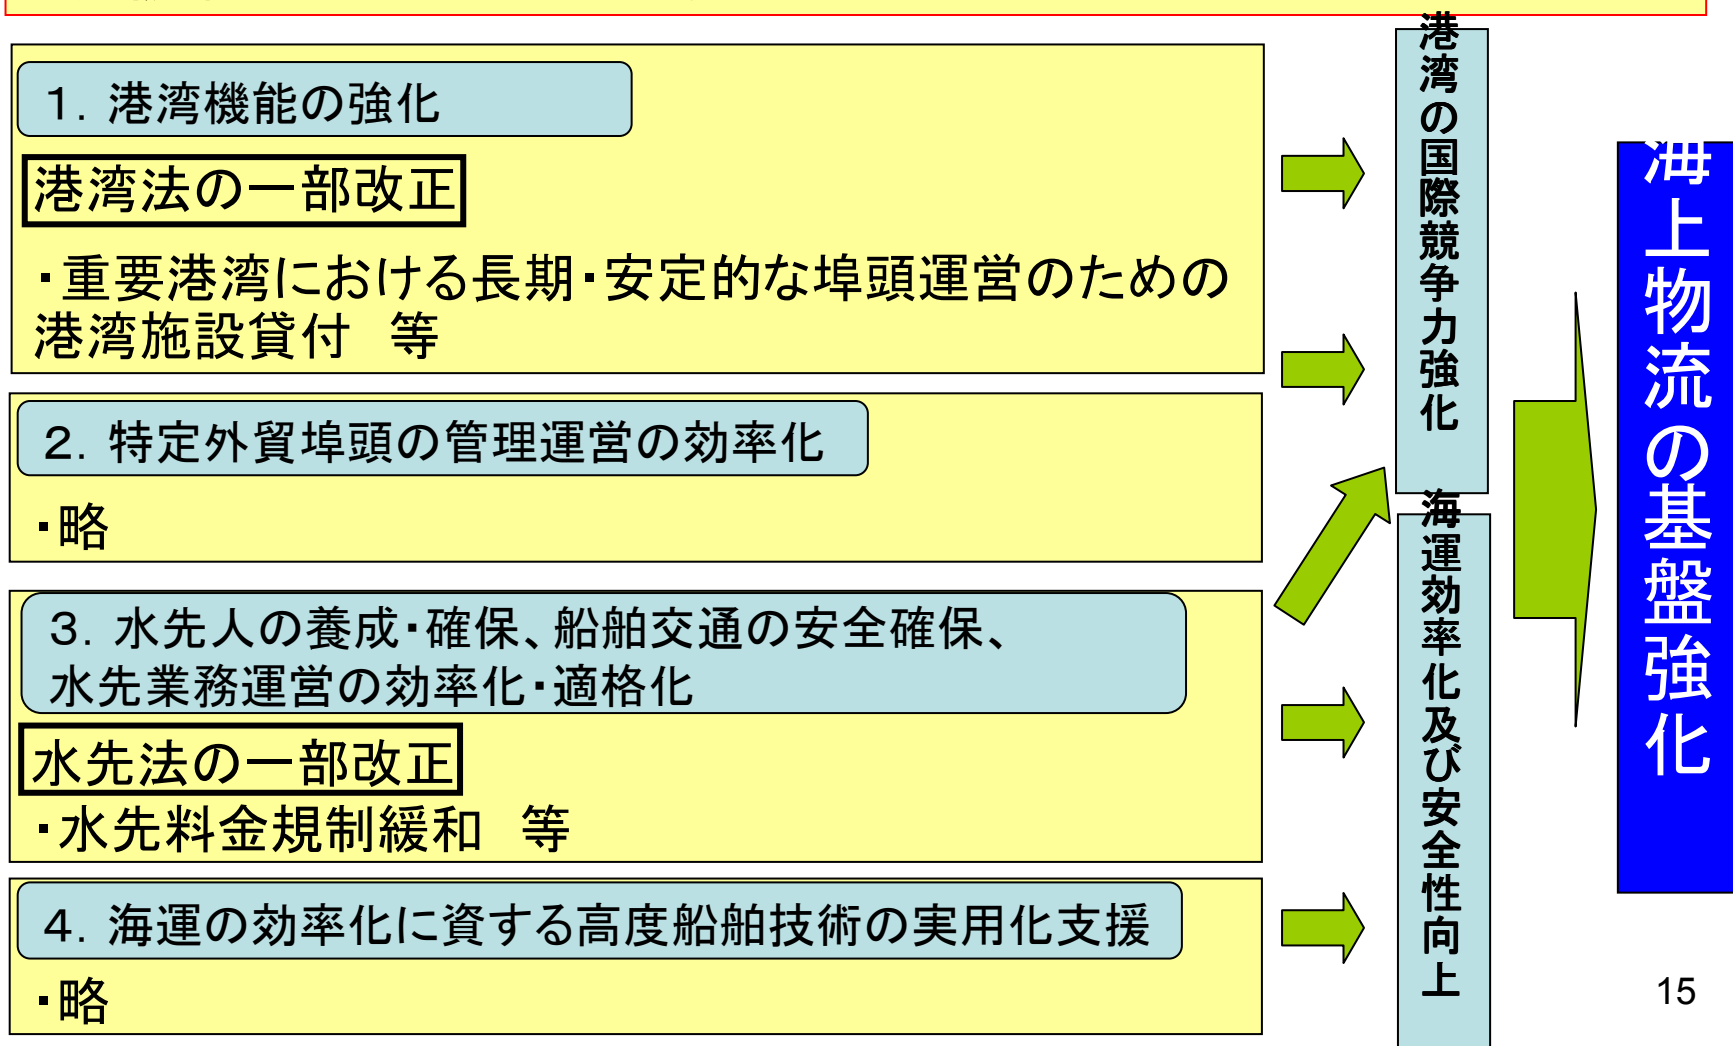 1．港湾機能の強化
港湾法の一部改正
・重要港湾における長期・安定的な埠頭運営のための
港湾施設貸付　等
2．特定外貿埠頭の管理運営の効率化
・略
3．水先人の養成・確保、船舶交通の安全確保、
水先業務運営の効率化・適格化
水先法の一部改正
・水先料金規制緩和　等
4．海運の効率化に資する高度船舶技術の実用化支援
・略
港湾の国際競争力強化
海運効率化及び安全性向上
海上物流の基盤強化
15